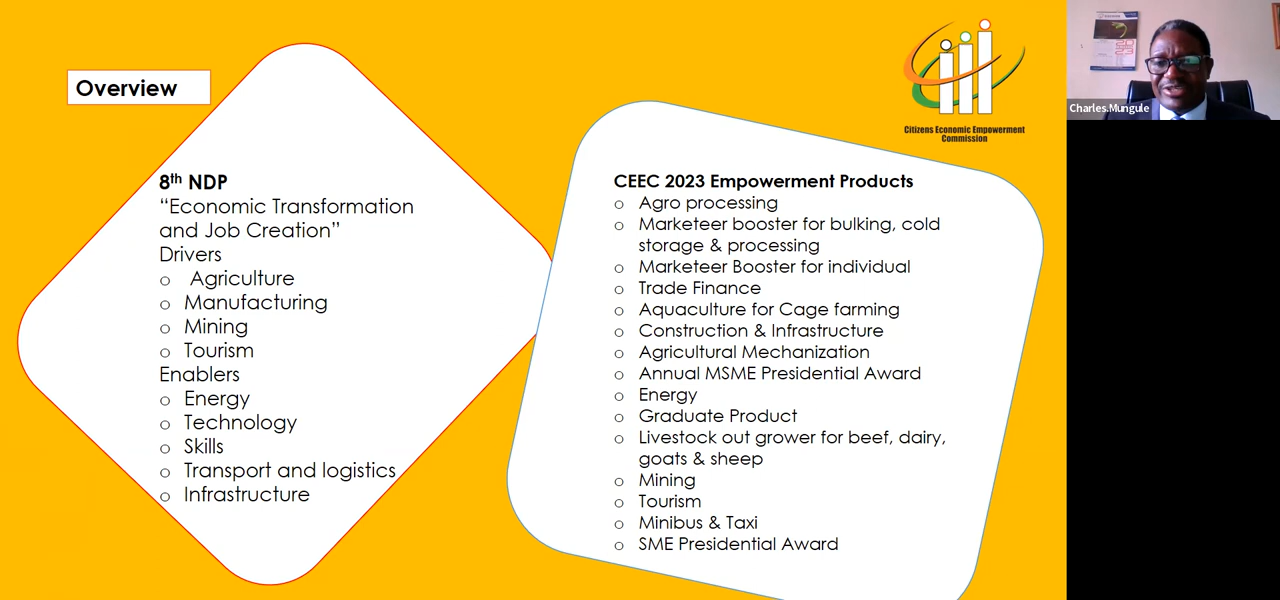 Overview
8th NDP
“Economic Transformation
and Job Creation”
Drivers
o Agriculture
o Manufacturing
o Mining
o Tourism
Enablers
o Energy
o Technology
o Skills
o Transport and logistics
o Infrastructure
Citizens Economic Empowerment
Commission
CEEC 2023 Empowerment Products
o Agro processing
o Marketeer booster for bulking, cold
storage & processing
o Marketeer Booster for individual
o Trade Finance
o Aquaculture for Cage farming
o Construction & Infrastructure
o Agricultural Mechanization
o Annual MSME Presidential Award
o Energy
o Graduate Product
o Livestock out grower for beef, dairy,
goats & sheep
o Mining
o Tourism
o Minibus & Taxi
o SME Presidential Award
Charles.Mungule